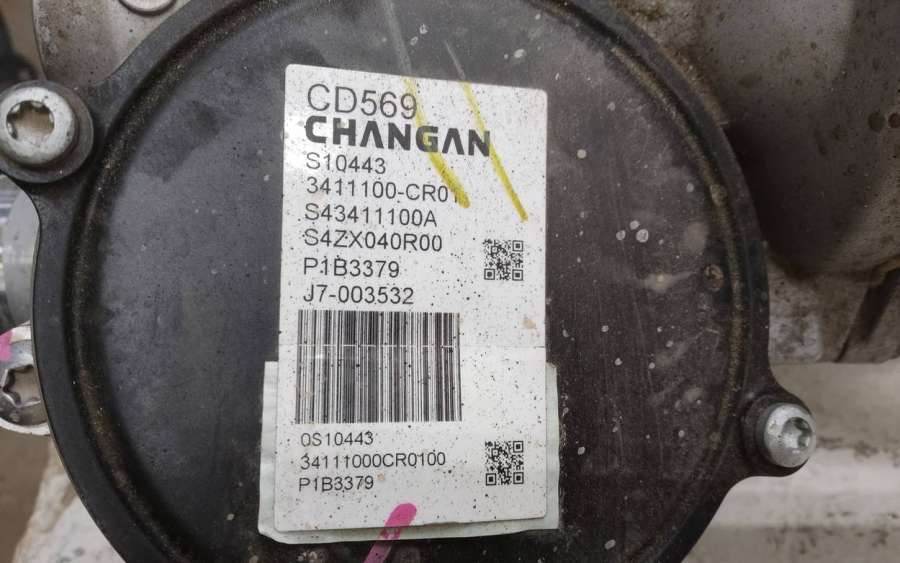 CD569
CHANGAN
S10443
3411100-CR01
S43411100A
S4ZX040R00
P1B3379
J7-003532
0S10443
34111000CR0100
P1B3379